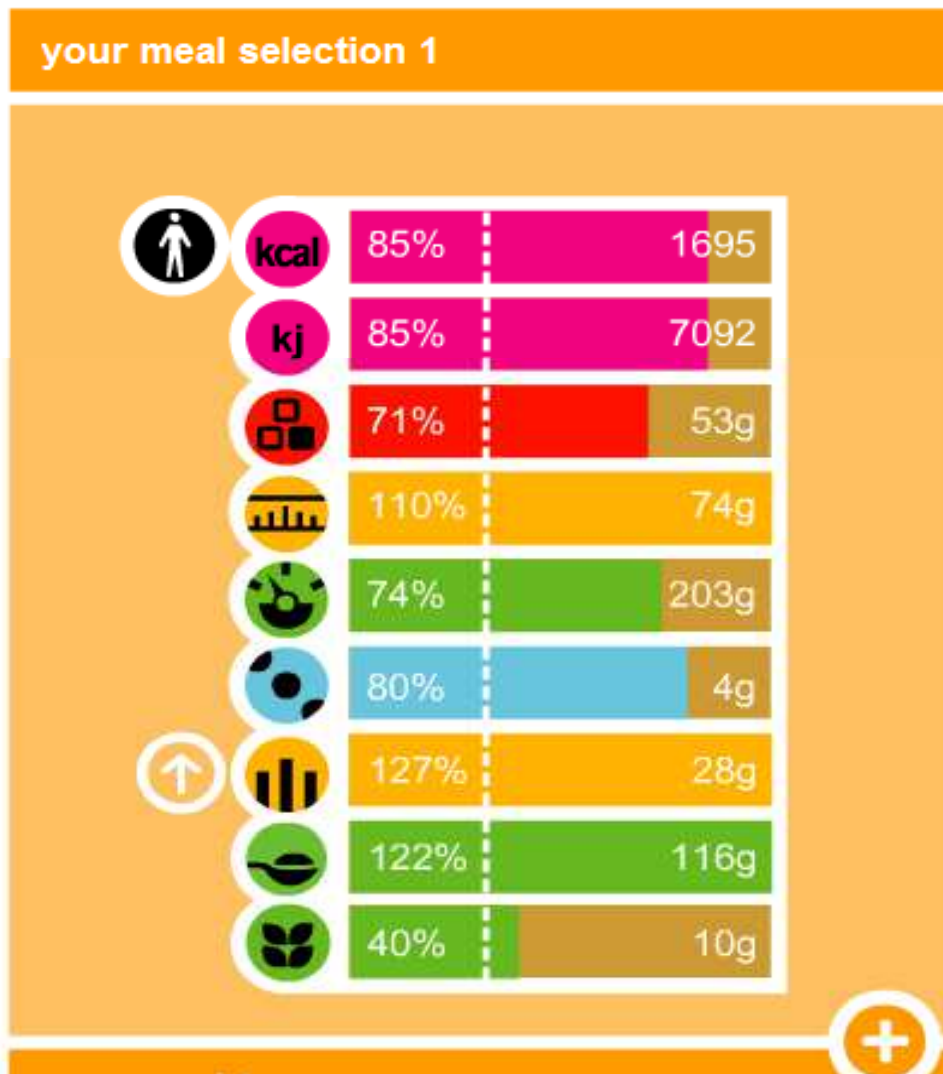 your meal selection 1
kcal 85% 1695
kj 85% 7092
71% 53g
110% 74g
74% 203g
80% 4g
127% 28g
122% 116g
40% 10g